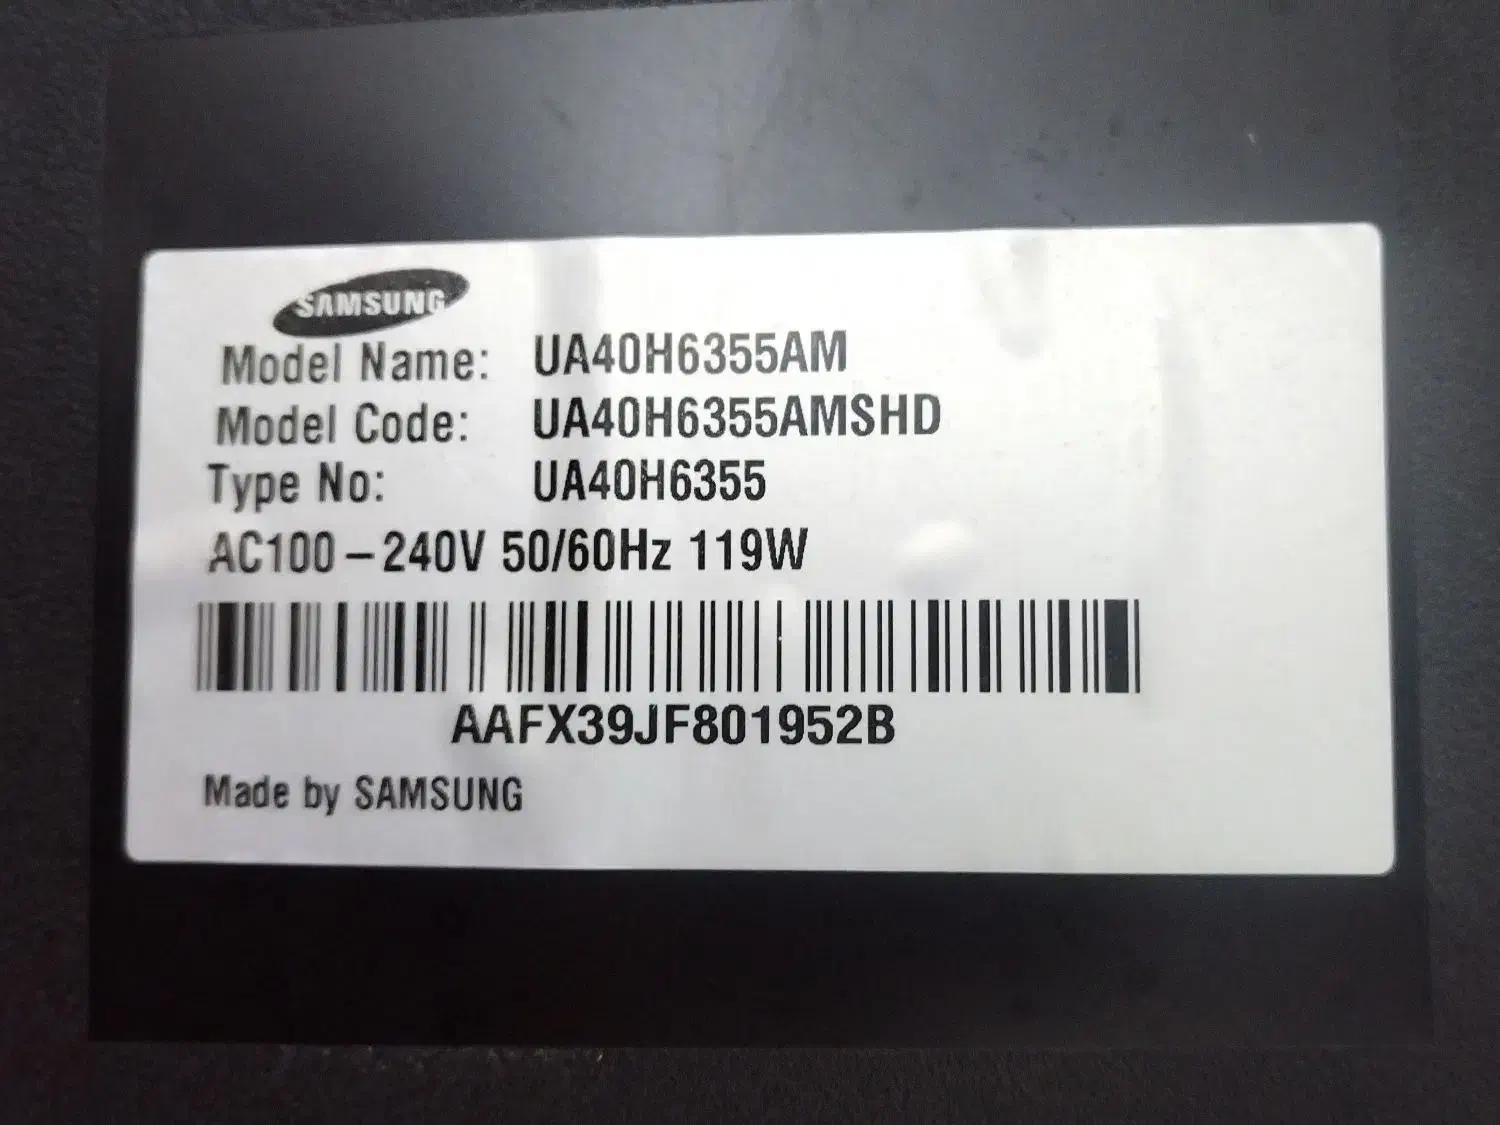 SAMSUNG
Model Name: UA40H6355AM
Model Code: UA40H6355AMSHD
Type No: UA40H6355
AC100-240V 50/60Hz 119W
AAFX39JF801952B
Made by SAMSUNG